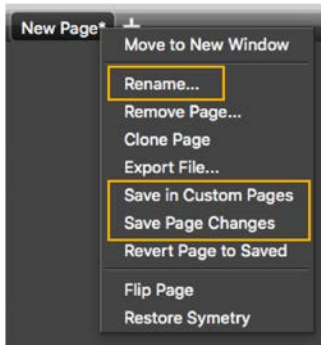 New Page* +
Move to New Window
Rename...
Remove Page...
Clone Page
Export File...
Save in Custom Pages
Save Page Changes
Revert Page to Saved
Flip Page
Restore Symetry